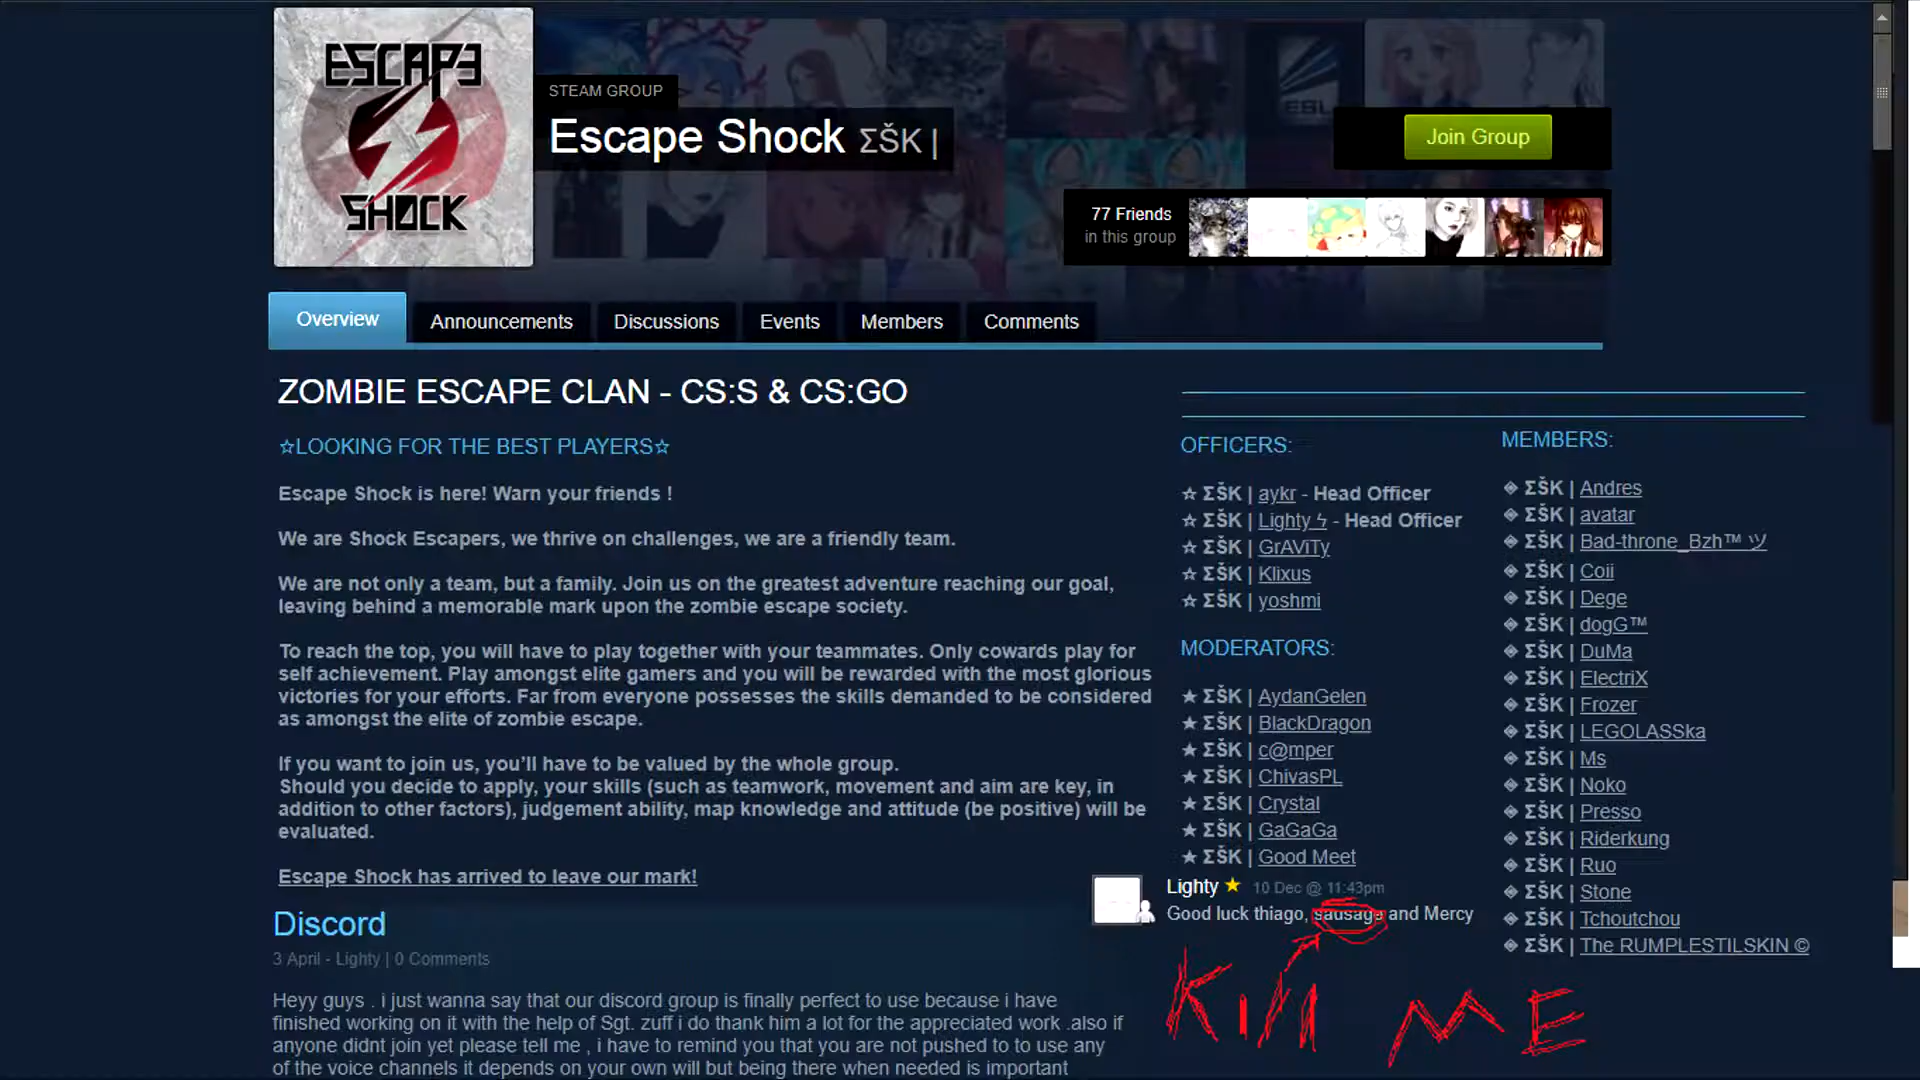 ESCAPE
SHOCK
STEAM GROUP
Escape Shock ΣŠK |
ESL
Join Group
77 Friends
in this group
Overview
Announcements
Discussions
Events
Members
Comments
ZOMBIE ESCAPE CLAN - CS:S & CS:GO
☆LOOKING FOR THE BEST PLAYERS☆
Escape Shock is here! Warn your friends !
We are Shock Escapers, we thrive on challenges, we are a friendly team.
We are not only a team, but a family. Join us on the greatest adventure reaching our goal,
leaving behind a memorable mark upon the zombie escape society.
To reach the top, you will have to play together with your teammates. Only cowards play for
self achievement. Play amongst elite gamers and you will be rewarded with the most glorious
victories for your efforts. Far from everyone possesses the skills demanded to be considered
as amongst the elite of zombie escape.
If you want to join us, you’ll have to be valued by the whole group.
Should you decide to apply, your skills (such as teamwork, movement and aim are key, in
addition to other factors), judgement ability, map knowledge and attitude (be positive) will be
evaluated.
Escape Shock has arrived to leave our mark!
Discord
3 April - Lighty | 0 Comments
Heyy guys . i just wanna say that our discord group is finally perfect to use because i have
finished working on it with the help of Sgt. zuff i do thank him a lot for the appreciated work .also if
anyone didnt join yet please tell me , i have to remind you that you are not pushed to to use any
of the voice channels it depends on your own will but being there when needed is important
OFFICERS:
☆ ΣŠK | aykr - Head Officer
☆ ΣŠK | Lighty ϟ - Head Officer
☆ ΣŠK | GrAViTy
☆ ΣŠK | Klixus
☆ ΣŠK | yoshmi
MODERATORS:
★ ΣŠK | AydanGelen
★ ΣŠK | BlackDragon
★ ΣŠK | c@mper
★ ΣŠK | ChivasPL
★ ΣŠK | Crystal
★ ΣŠK | GaGaGa
★ ΣŠK | Good Meet
Lighty ★ 10 Dec @ 11:43pm
Good luck thiago, sausage and Mercy
Kill ME
MEMBERS:
◈ ΣŠK | Andres
◈ ΣŠK | avatar
◈ ΣŠK | Bad-throne_Bzh™ ツ
◈ ΣŠK | Coii
◈ ΣŠK | Dege
◈ ΣŠK | dogG™
◈ ΣŠK | DuMa
◈ ΣŠK | ElectriX
◈ ΣŠK | Frozer
◈ ΣŠK | LEGOLASSka
◈ ΣŠK | Ms
◈ ΣŠK | Noko
◈ ΣŠK | Presso
◈ ΣŠK | Riderkung
◈ ΣŠK | Ruo
◈ ΣŠK | Stone
◈ ΣŠK | Tchoutchou
◈ ΣŠK | The RUMPLESTILSKIN ©